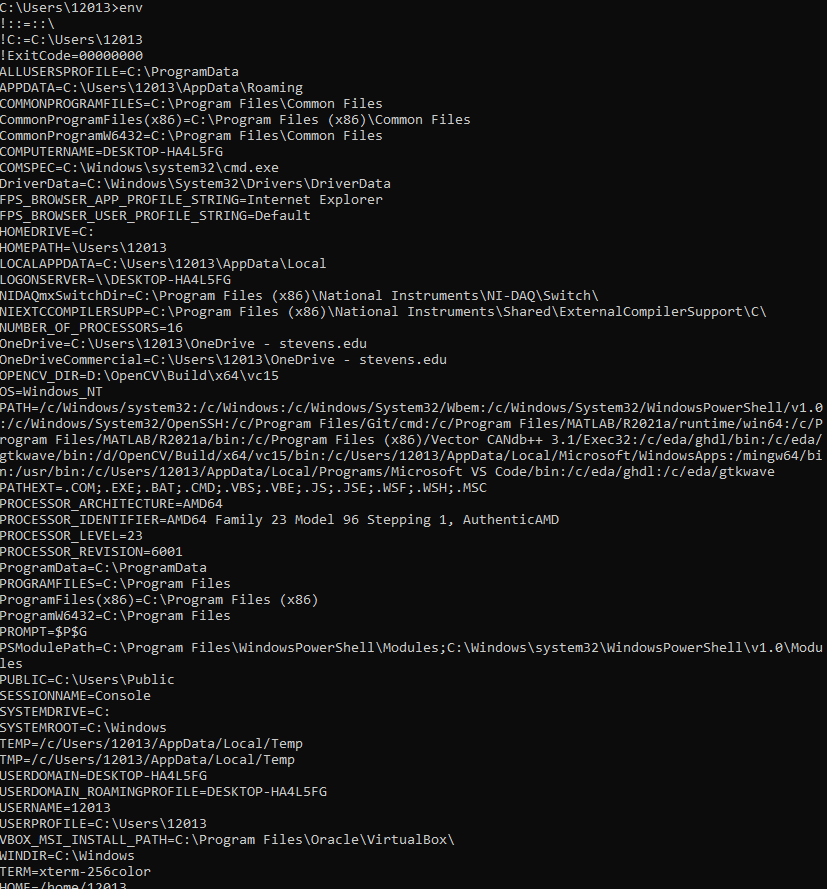 C:\Users\12013>env
!::=::\
!C:=C:\Users\12013
!ExitCode=00000000
ALLUSERSPROFILE=C:\ProgramData
APPDATA=C:\Users\12013\AppData\Roaming
COMMONPROGRAMFILES=C:\Program Files\Common Files
CommonProgramFiles(x86)=C:\Program Files (x86)\Common Files
CommonProgramW6432=C:\Program Files\Common Files
COMPUTERNAME=DESKTOP-HA4L5FG
COMSPEC=C:\Windows\system32\cmd.exe
DriverData=C:\Windows\System32\Drivers\DriverData
FPS_BROWSER_APP_PROFILE_STRING=Internet Explorer
FPS_BROWSER_USER_PROFILE_STRING=Default
HOMEDRIVE=C:
HOMEPATH=\Users\12013
LOCALAPPDATA=C:\Users\12013\AppData\Local
LOGONSERVER=\\DESKTOP-HA4L5FG
NIDAQmxSwitchDir=C:\Program Files (x86)\National Instruments\NI-DAQ\Switch\
NIEXTCCOMPILERSUPP=C:\Program Files (x86)\National Instruments\Shared\ExternalCompilerSupport\C\
NUMBER_OF_PROCESSORS=16
OneDrive=C:\Users\12013\OneDrive - stevens.edu
OneDriveCommercial=C:\Users\12013\OneDrive - stevens.edu
OPENCV_DIR=D:\OpenCV\Build\x64\vc15
OS=Windows_NT
PATH=/c/Windows/system32:/c/Windows:/c/Windows/System32/Wbem:/c/Windows/System32/WindowsPowerShell/v1.0
:/c/Windows/System32/OpenSSH:/c/Program Files/Git/cmd:/c/Program Files/MATLAB/R2021a/runtime/win64:/c/P
rogram Files/MATLAB/R2021a/bin:/c/Program Files (x86)/Vector CANdb++ 3.1/Exec32:/c/eda/ghdl/bin:/c/eda/
gtkwave/bin:/d/OpenCV/Build/x64/vc15/bin:/c/Users/12013/AppData/Local/Microsoft/WindowsApps:/mingw64/bi
n:/usr/bin:/c/Users/12013/AppData/Local/Programs/Microsoft VS Code/bin:/c/eda/ghdl:/c/eda/gtkwave
PATHEXT=.COM;.EXE;.BAT;.CMD;.VBS;.VBE;.JS;.JSE;.WSF;.WSH;.MSC
PROCESSOR_ARCHITECTURE=AMD64
PROCESSOR_IDENTIFIER=AMD64 Family 23 Model 96 Stepping 1, AuthenticAMD
PROCESSOR_LEVEL=23
PROCESSOR_REVISION=6001
ProgramData=C:\ProgramData
PROGRAMFILES=C:\Program Files
ProgramFiles(x86)=C:\Program Files (x86)
ProgramW6432=C:\Program Files
PROMPT=$P$G
PSModulePath=C:\Program Files\WindowsPowerShell\Modules;C:\Windows\system32\WindowsPowerShell\v1.0\Modu
les
PUBLIC=C:\Users\Public
SESSIONNAME=Console
SYSTEMDRIVE=C:
SYSTEMROOT=C:\Windows
TEMP=/c/Users/12013/AppData/Local/Temp
TMP=/c/Users/12013/AppData/Local/Temp
USERDOMAIN=DESKTOP-HA4L5FG
USERDOMAIN_ROAMINGPROFILE=DESKTOP-HA4L5FG
USERNAME=12013
USERPROFILE=C:\Users\12013
VBOX_MSI_INSTALL_PATH=C:\Program Files\Oracle\VirtualBox\
WINDIR=C:\Windows
TERM=xterm-256color
HOME=/home/12013